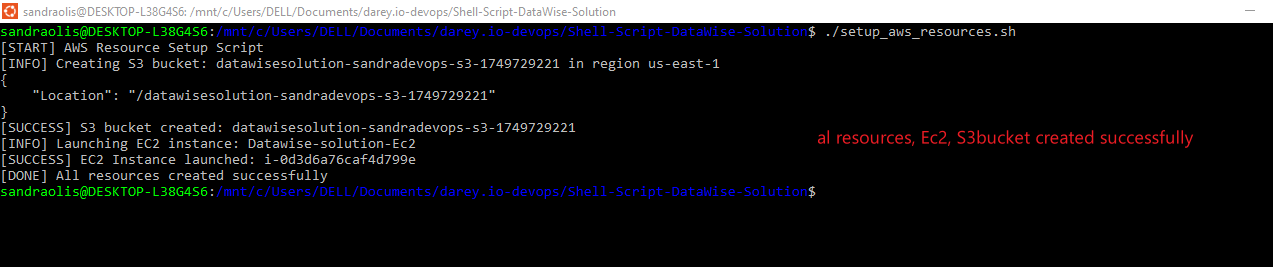 sandraolis@DESKTOP-L38G4S6: /mnt/c/Users/DELL/Documents/darey.io-devops/Shell-Script-DataWise-Solution
sandraolis@DESKTOP-L38G4S6:/mnt/c/Users/DELL/Documents/darey.io-devops/Shell-Script-DataWise-Solution$ ./setup_aws_resources.sh
[START] AWS Resource Setup Script
[INFO] Creating S3 bucket: datawisesolution-sandradevops-s3-1749729221 in region us-east-1
{
    "Location": "/datawisesolution-sandradevops-s3-1749729221"
}
[SUCCESS] S3 bucket created: datawisesolution-sandradevops-s3-1749729221
al resources, Ec2, S3bucket created successfully
[INFO] Launching EC2 instance: Datawise-solution-Ec2
[SUCCESS] EC2 Instance launched: i-0d3d6a76caf4d799e
[DONE] All resources created successfully
sandraolis@DESKTOP-L38G4S6:/mnt/c/Users/DELL/Documents/darey.io-devops/Shell-Script-DataWise-Solution$